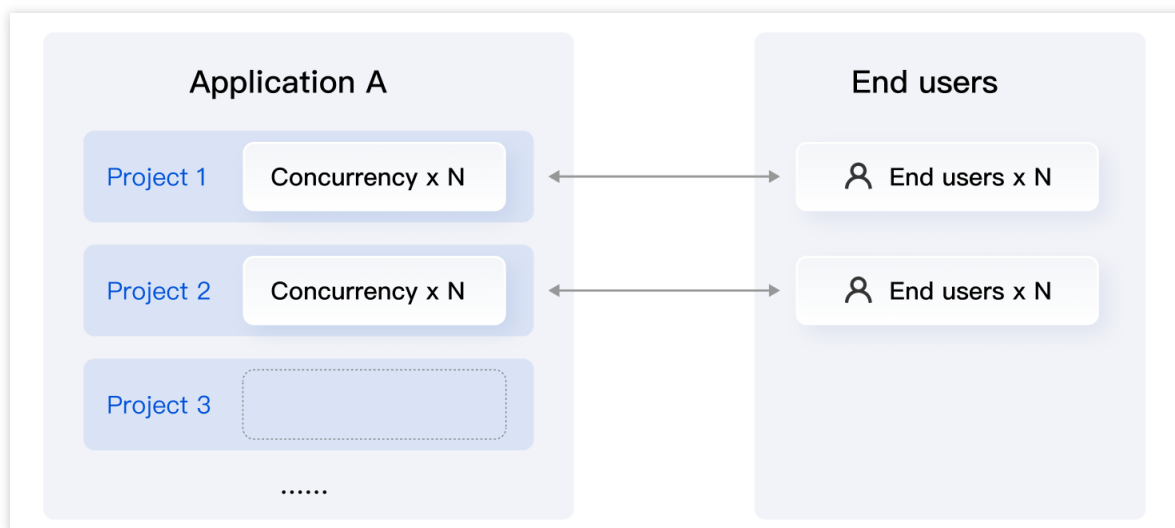 Application A
End users
Project 1
Concurrency x N
End users x N
Project 2
Concurrency x N
End users x N
Project 3
......